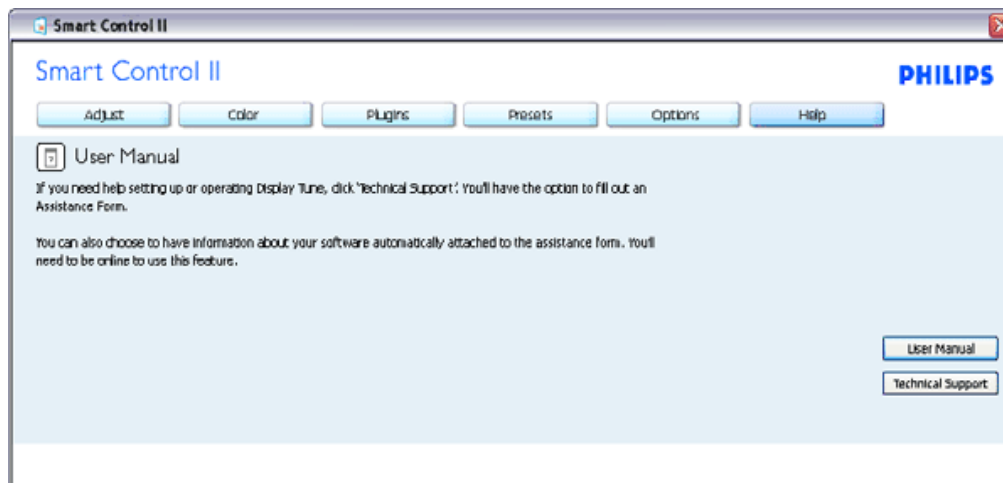 Smart Control II
Smart Control II
PHILIPS
Adjust Color Plugins Presets Options Help
User Manual
If you need help setting up or operating Display Tune, click "Technical Support". You'll have the option to fill out an
Assistance Form.
You can also choose to have information about your software automatically attached to the assistance form. You'll
need to be online to use this feature.
User Manual
Technical Support